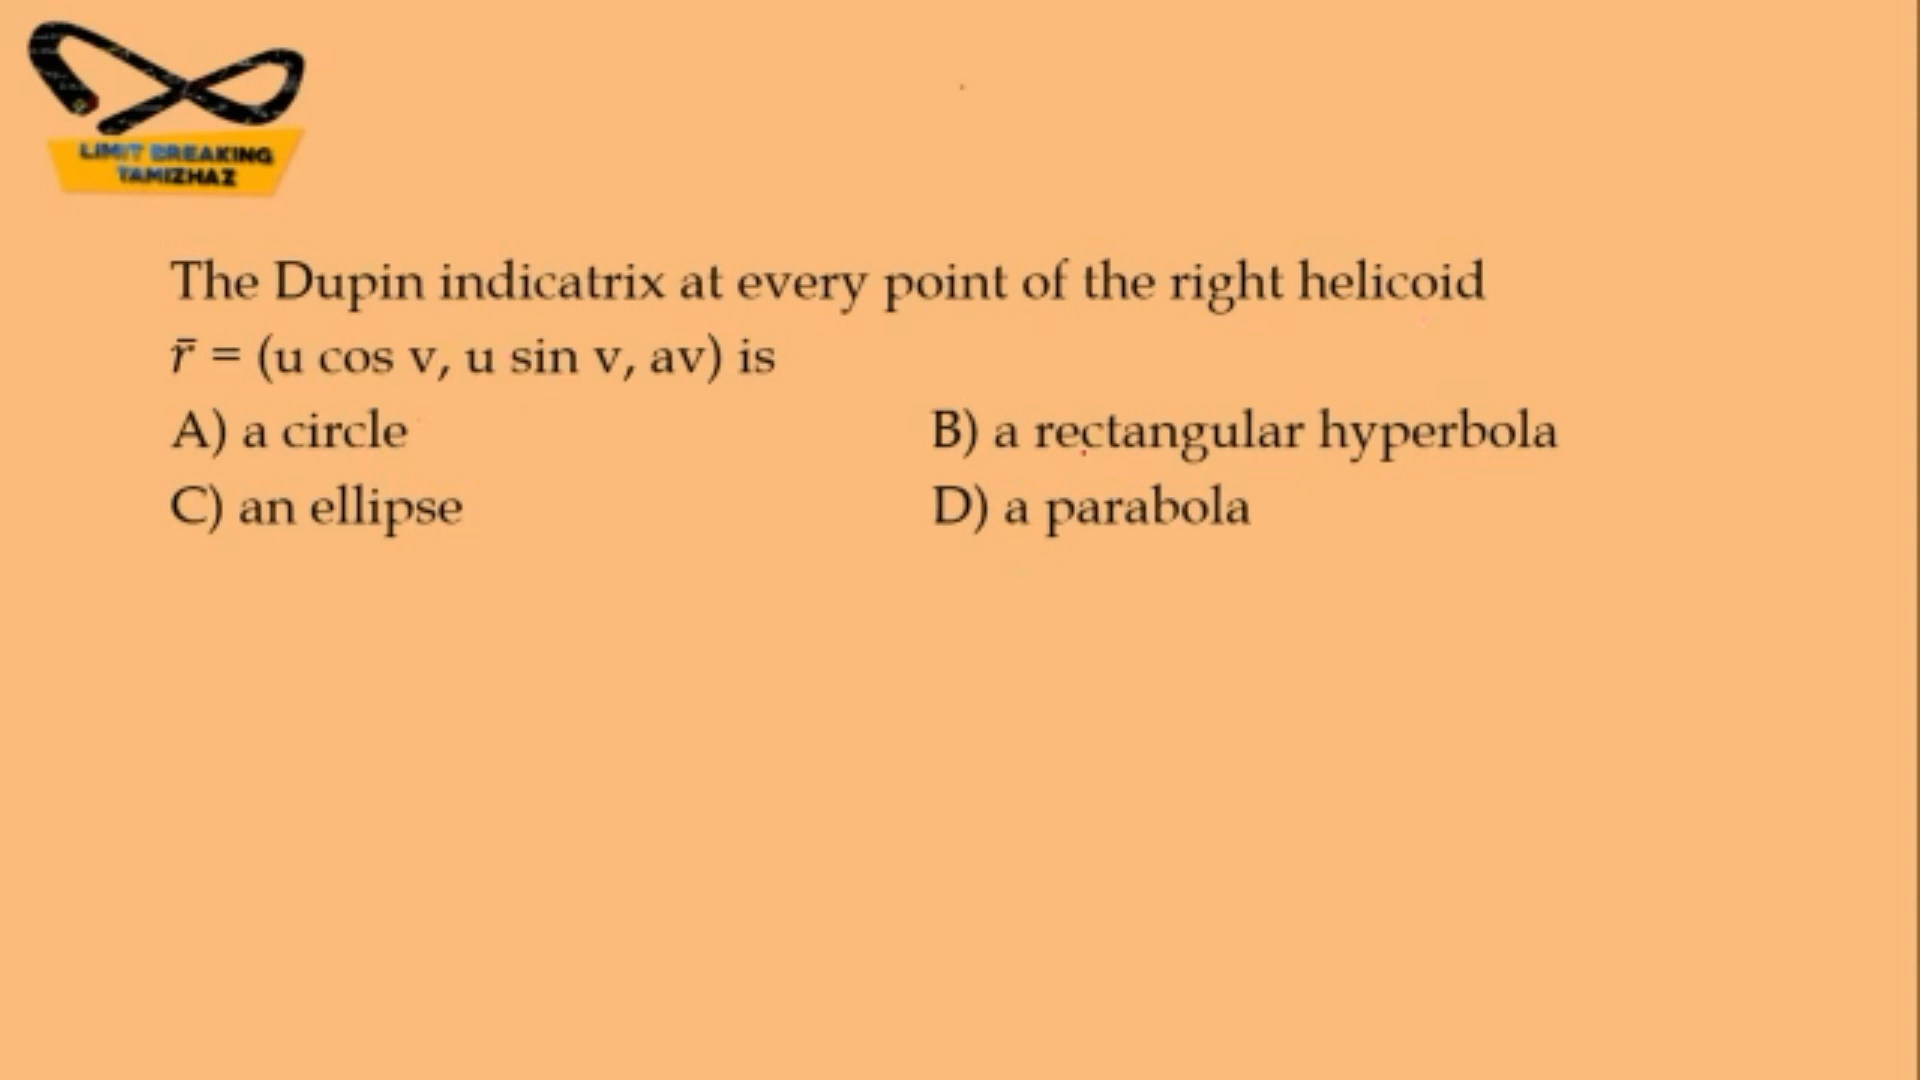 LIMIT BREAKING
TAMIZHAZ
The Dupin indicatrix at every point of the right helicoid
r̄ = (u cos v, u sin v, av) is
A) a circle B) a rectangular hyperbola
C) an ellipse D) a parabola